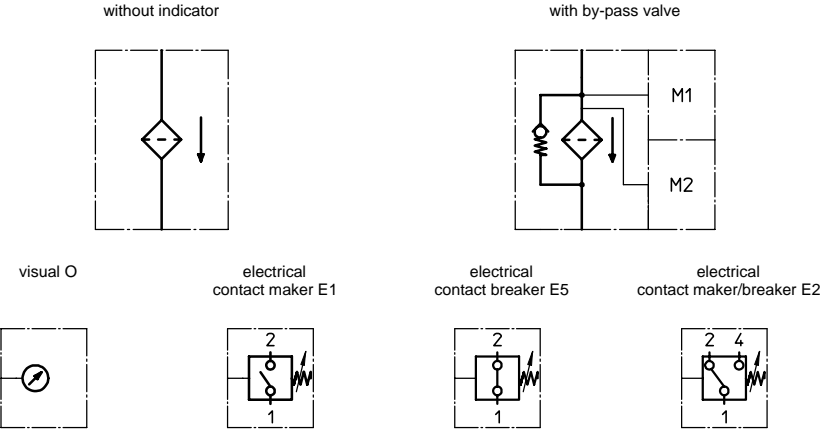 without indicator
with by-pass valve
M1
M2
visual O
electrical
contact maker E1
electrical
contact breaker E5
electrical
contact maker/breaker E2
2
1
2
1
2 4
1